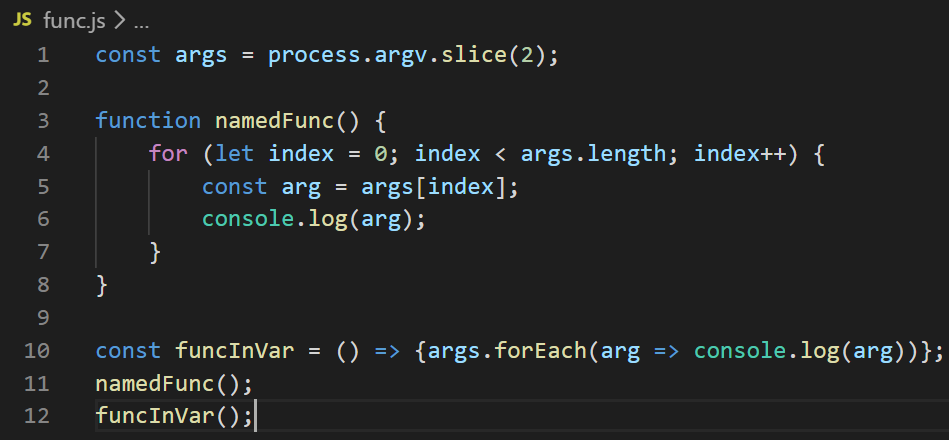 JS func.js > ...
1 const args = process.argv.slice(2);
2
3 function namedFunc() {
4     for (let index = 0; index < args.length; index++) {
5         const arg = args[index];
6         console.log(arg);
7     }
8 }
9
10 const funcInVar = () => {args.forEach(arg => console.log(arg))};
11 namedFunc();
12 funcInVar();